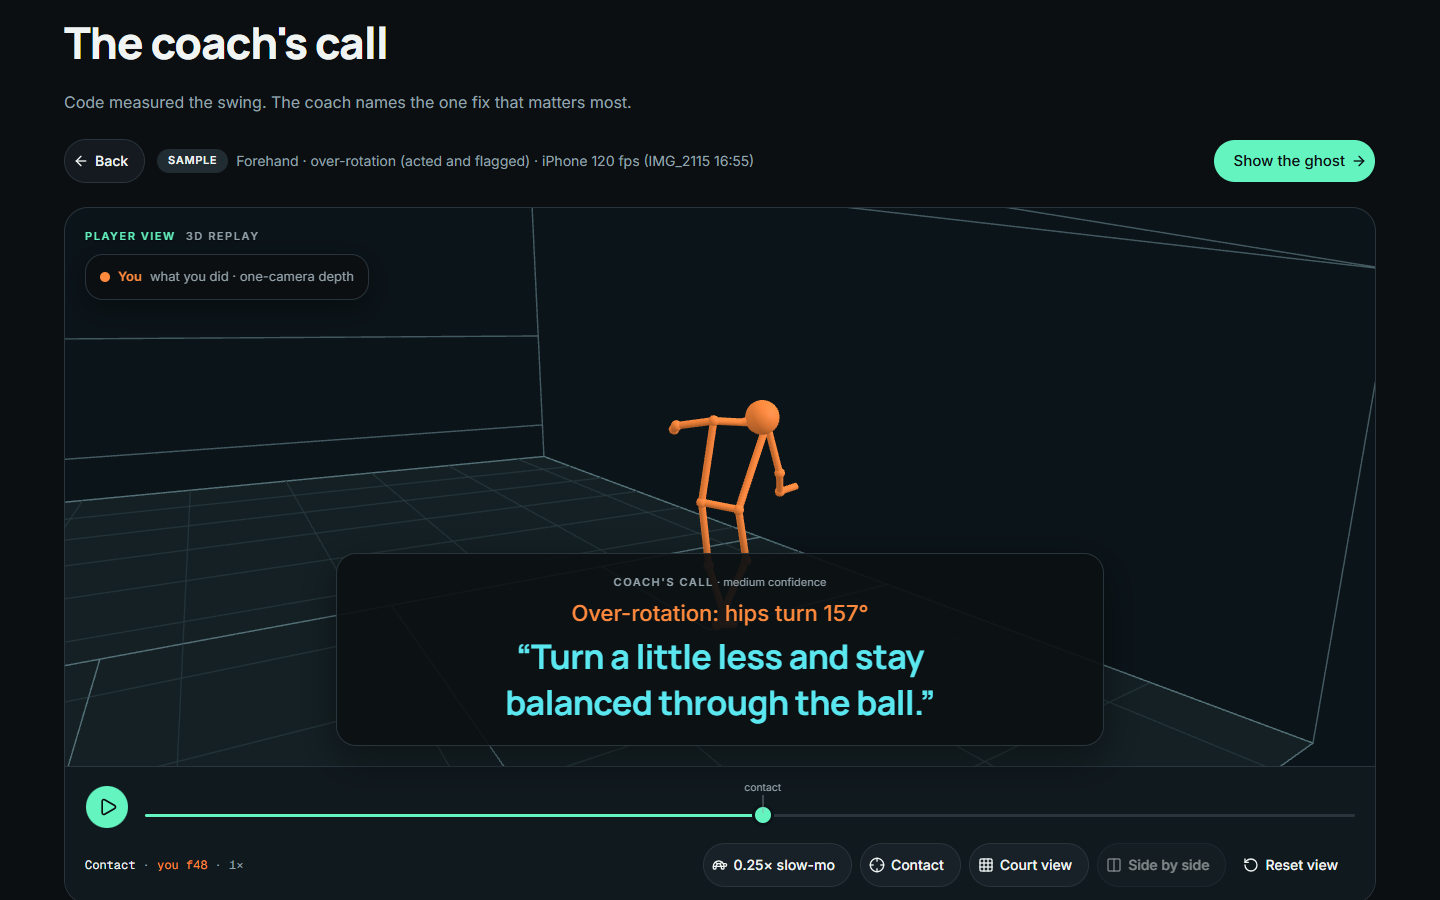 The coach's call
Code measured the swing. The coach names the one fix that matters most.
Back
SAMPLE
Forehand · over-rotation (acted and flagged) · iPhone 120 fps (IMG_2115 16:55)
Show the ghost
PLAYER VIEW 3D REPLAY
You what you did · one-camera depth
COACH'S CALL · medium confidence
Over-rotation: hips turn 157°
“Turn a little less and stay
balanced through the ball.”
contact
Contact · you f48 · 1×
0.25× slow-mo
Contact
Court view
Side by side
Reset view